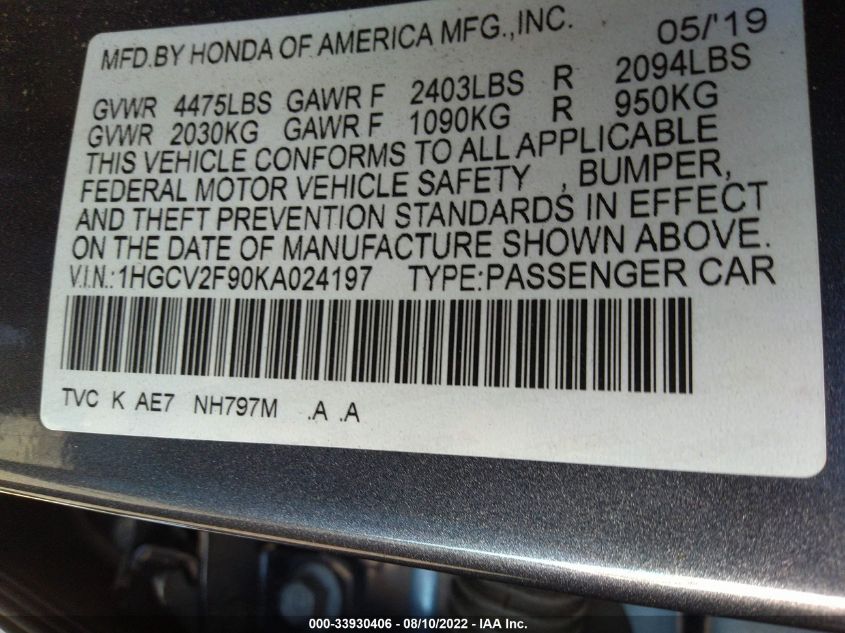 MFD.BY HONDA OF AMERICA MFG.,INC. 05/'19
GVWR 4475LBS GAWR F 2403LBS R 2094LBS
GVWR 2030KG GAWR F 1090KG R 950KG
THIS VEHICLE CONFORMS TO ALL APPLICABLE
FEDERAL MOTOR VEHICLE SAFETY , BUMPER,
AND THEFT PREVENTION STANDARDS IN EFFECT
ON THE DATE OF MANUFACTURE SHOWN ABOVE.
V.I.N.:1HGCV2F90KA024197 TYPE:PASSENGER CAR
TVC K AE7 NH797M .A .A
000-33930406 - 08/10/2022 - IAA Inc.